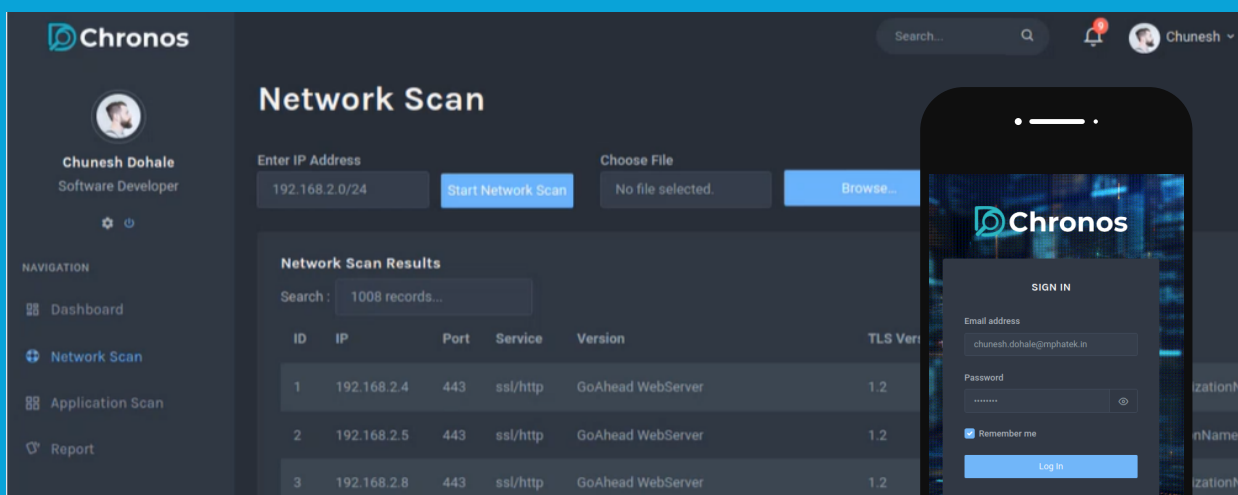 Chronos
Search...
9
Chunesh
Chunesh Dohale
Software Developer
NAVIGATION
Dashboard
Network Scan
Application Scan
Report
Network Scan
Enter IP Address
192.168.2.0/24
Start Network Scan
Choose File
No file selected.
Browse...
Network Scan Results
Search : 1008 records...
ID IP Port Service Version TLS Ver
1 192.168.2.4 443 ssl/http GoAhead WebServer 1.2 izationN
2 192.168.2.5 443 ssl/http GoAhead WebServer 1.2 nName
3 192.168.2.8 443 ssl/http GoAhead WebServer 1.2 izationN
Chronos
SIGN IN
Email address
chunesh.dohale@mphatek.in
Password
Remember me
Log In